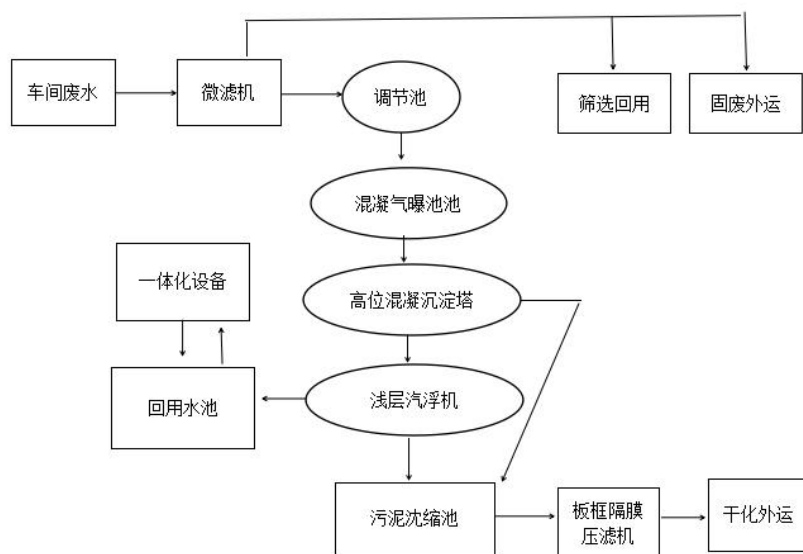 车间废水
微滤机
调节池
筛选回用
固废外运
混凝气曝池池
一体化设备
高位混凝沉淀塔
回用水池
浅层汽浮机
污泥沈缩池
板框隔膜
压滤机
干化外运